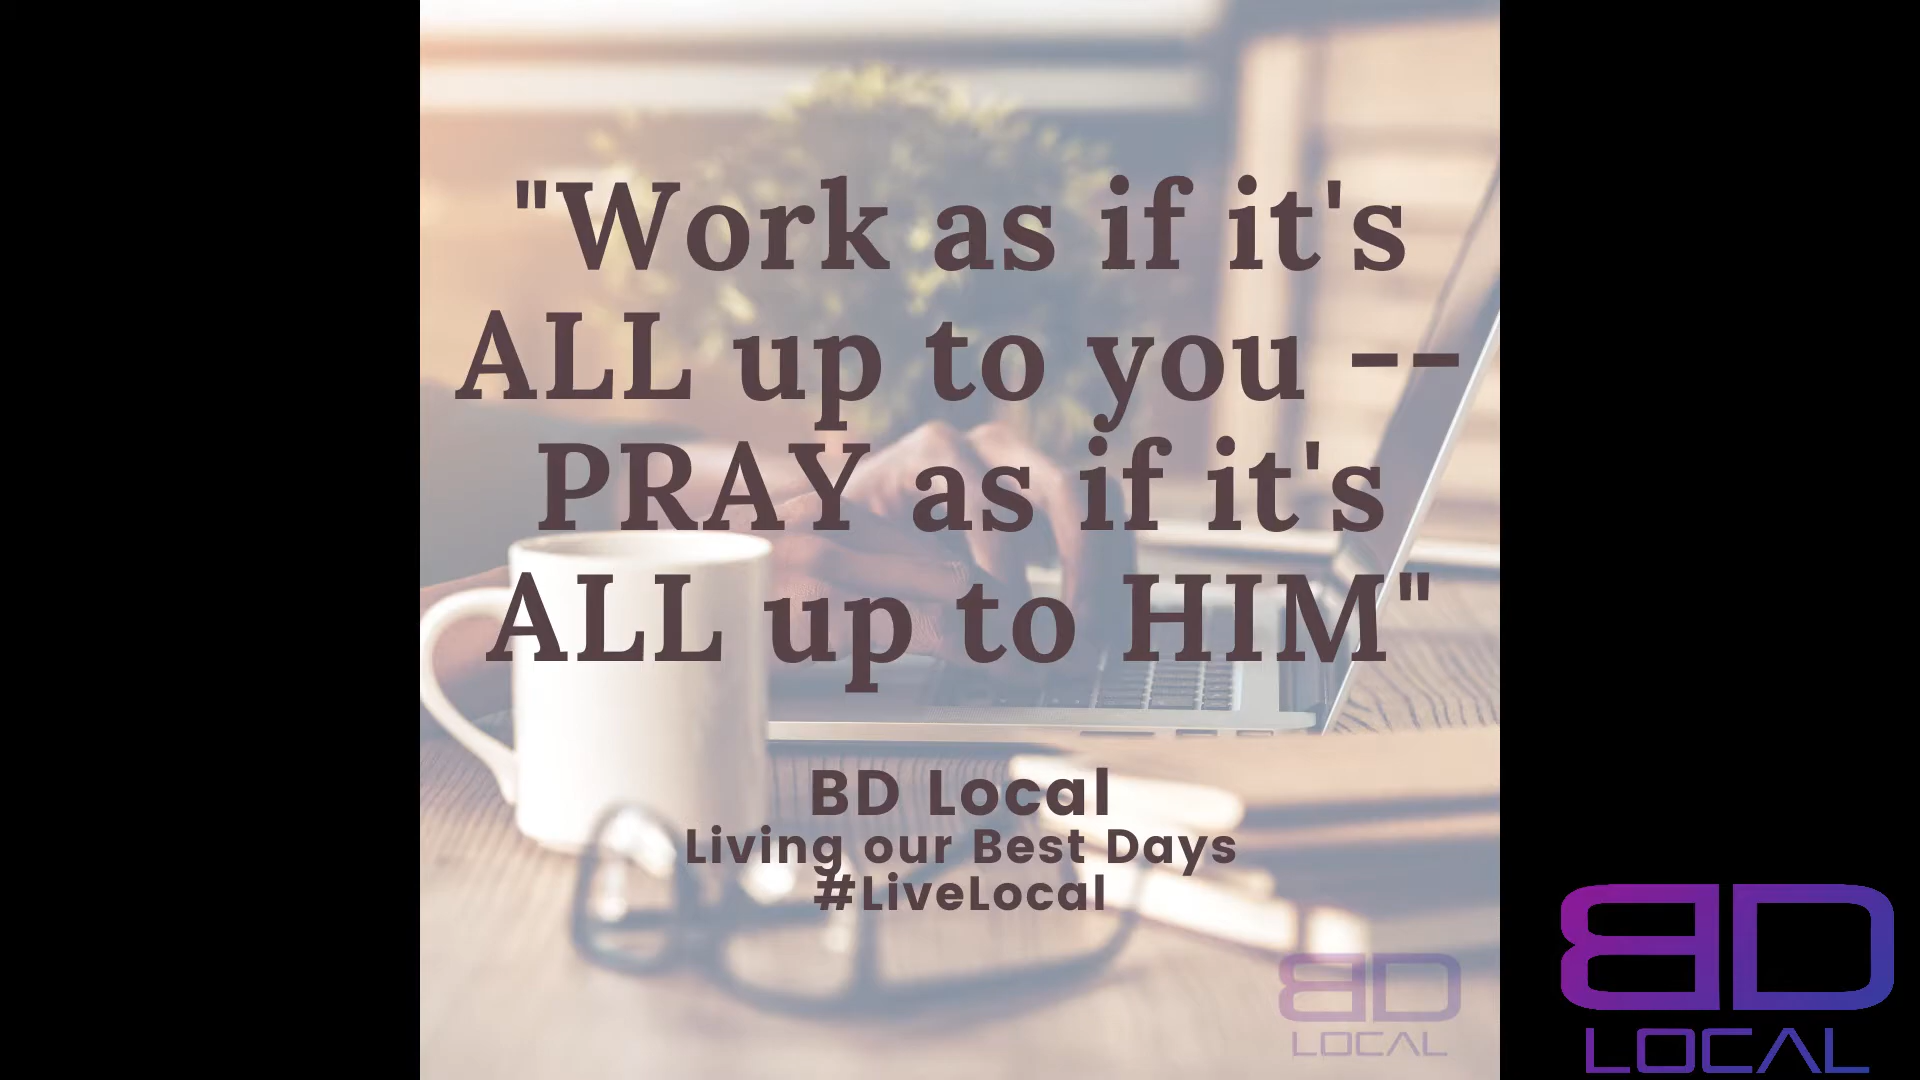 "Work as if it's
ALL up to you --
PRAY as if it's
ALL up to HIM"
BD Local
Living our Best Days
#LiveLocal
BD
LOCAL
BD
LOCAL